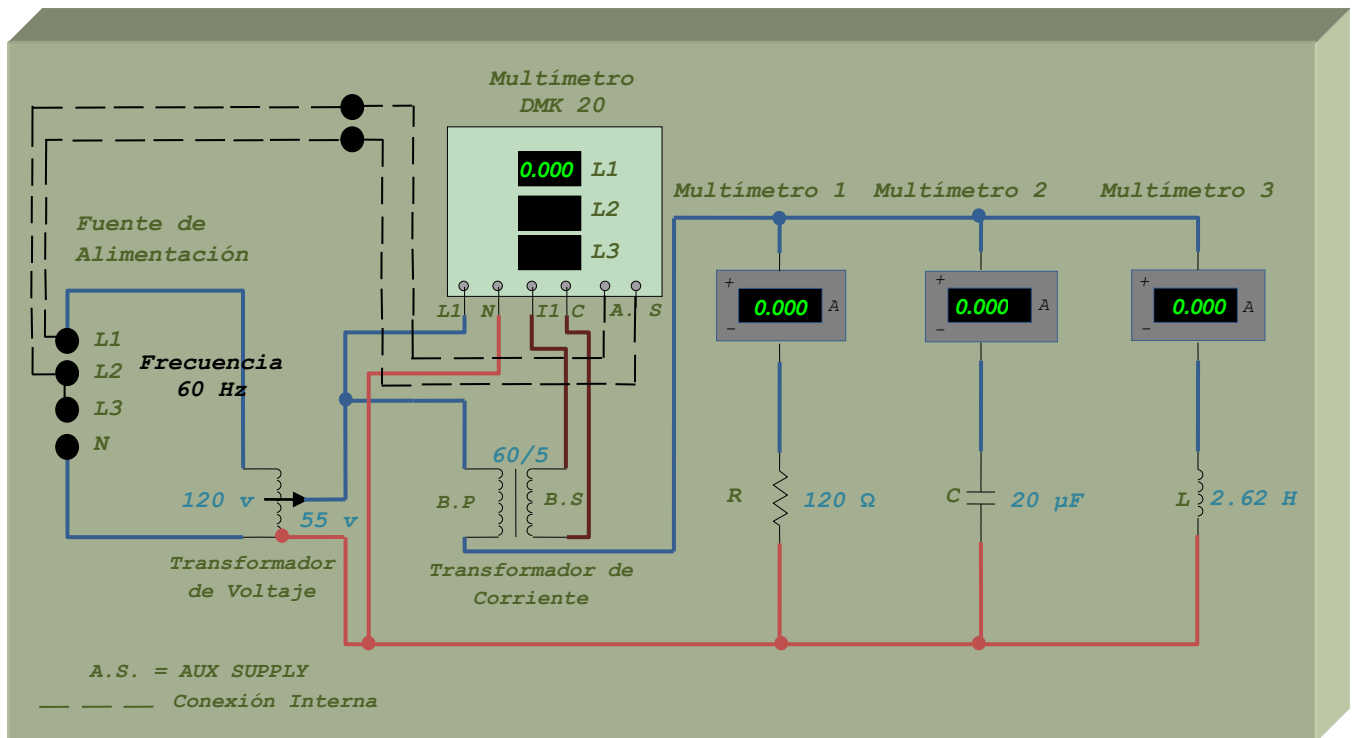 Multímetro
DMK 20
0.000 L1
L2
L3
L1 N I1 C A. S
Multímetro 1
Multímetro 2
Multímetro 3
+
0.000 A
−
+
0.000 A
−
+
0.000 A
−
Fuente de
Alimentación
L1
L2
L3
N
Frecuencia
60 Hz
120 v
55 v
Transformador
de Voltaje
60/5
B.P
B.S
Transformador de
Corriente
R
120 Ω
C
20 µF
L
2.62 H
A.S. = AUX SUPPLY
Conexión Interna